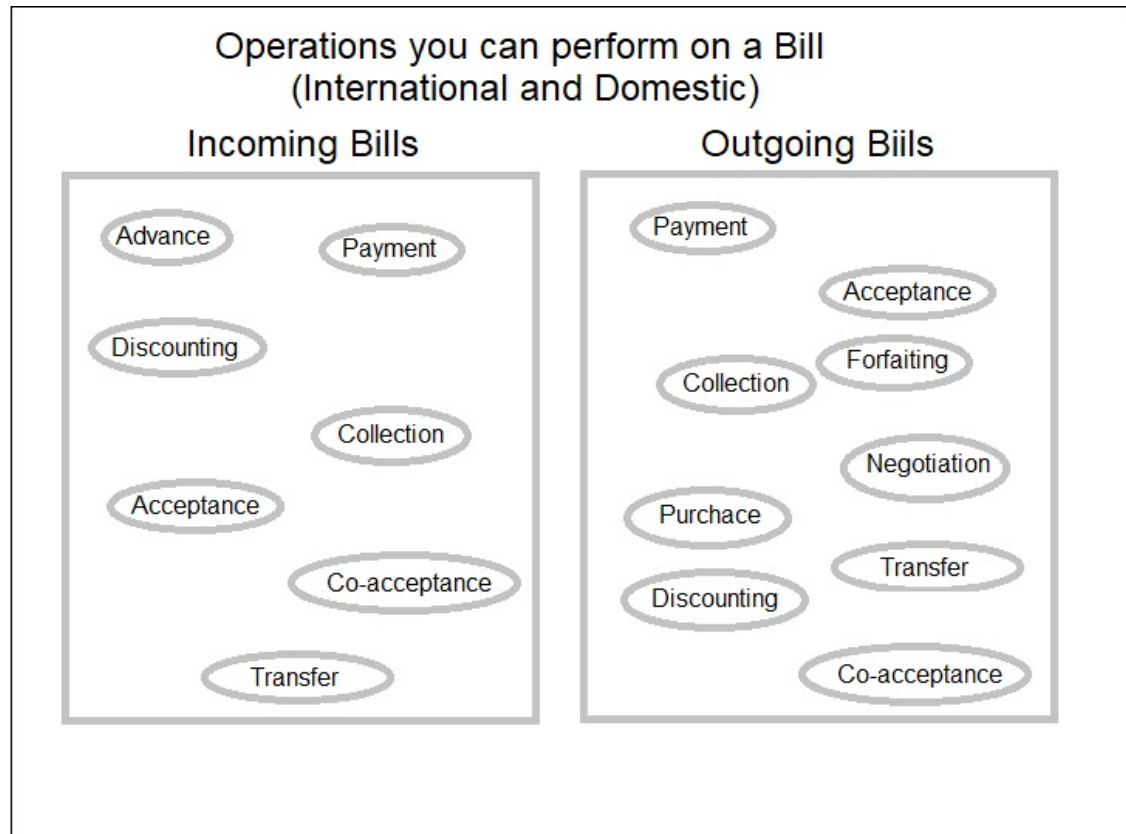 Operations you can perform on a Bill
(International and Domestic)
Incoming Bills
Advance
Payment
Discounting
Collection
Acceptance
Co-acceptance
Transfer
Outgoing Biils
Payment
Acceptance
Forfaiting
Collection
Negotiation
Purchace
Transfer
Discounting
Co-acceptance